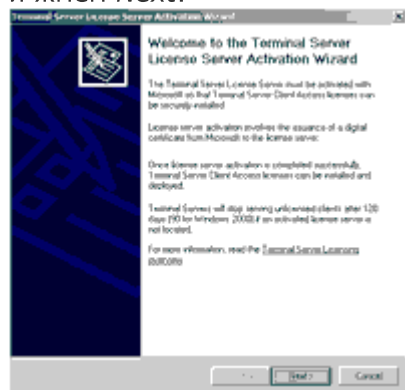 Next.
Terminal Server License Server Activation Wizard
Welcome to the Terminal Server
License Server Activation Wizard
The Terminal Server License Server must be activated with
Microsoft so that Terminal Server Client Access licenses can
be securely installed
License server activation involves the issuance of a digital
certificate from Microsoft to the license server.
Once license server activation is completed successfully,
Terminal Server Client Access licenses can be installed and
deployed.
Terminal Servers will stop serving unlicensed clients after 120
days (90 for Windows 2000) if an activated license server is
not located.
For more information, read the Terminal Server Licensing
Next >
Cancel